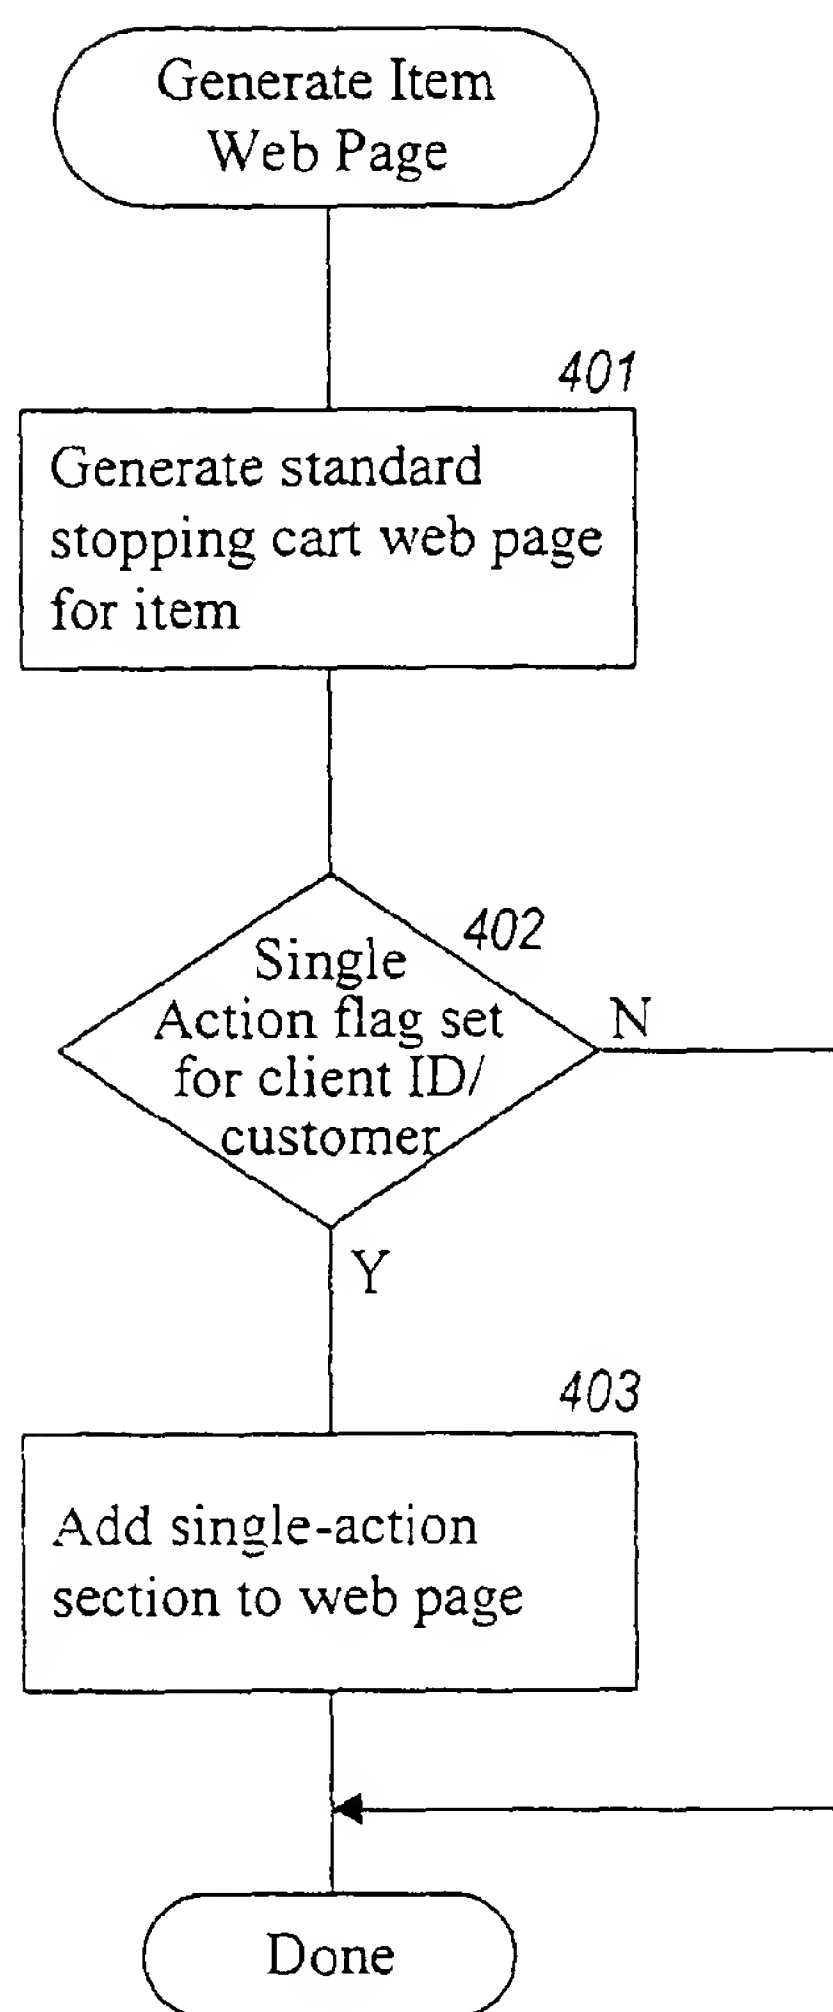 Generate Item
Web Page
401
Generate standard
stopping cart web page
for item
402
Single
Action flag set
for client ID/
customer
N
Y
403
Add single-action
section to web page
Done